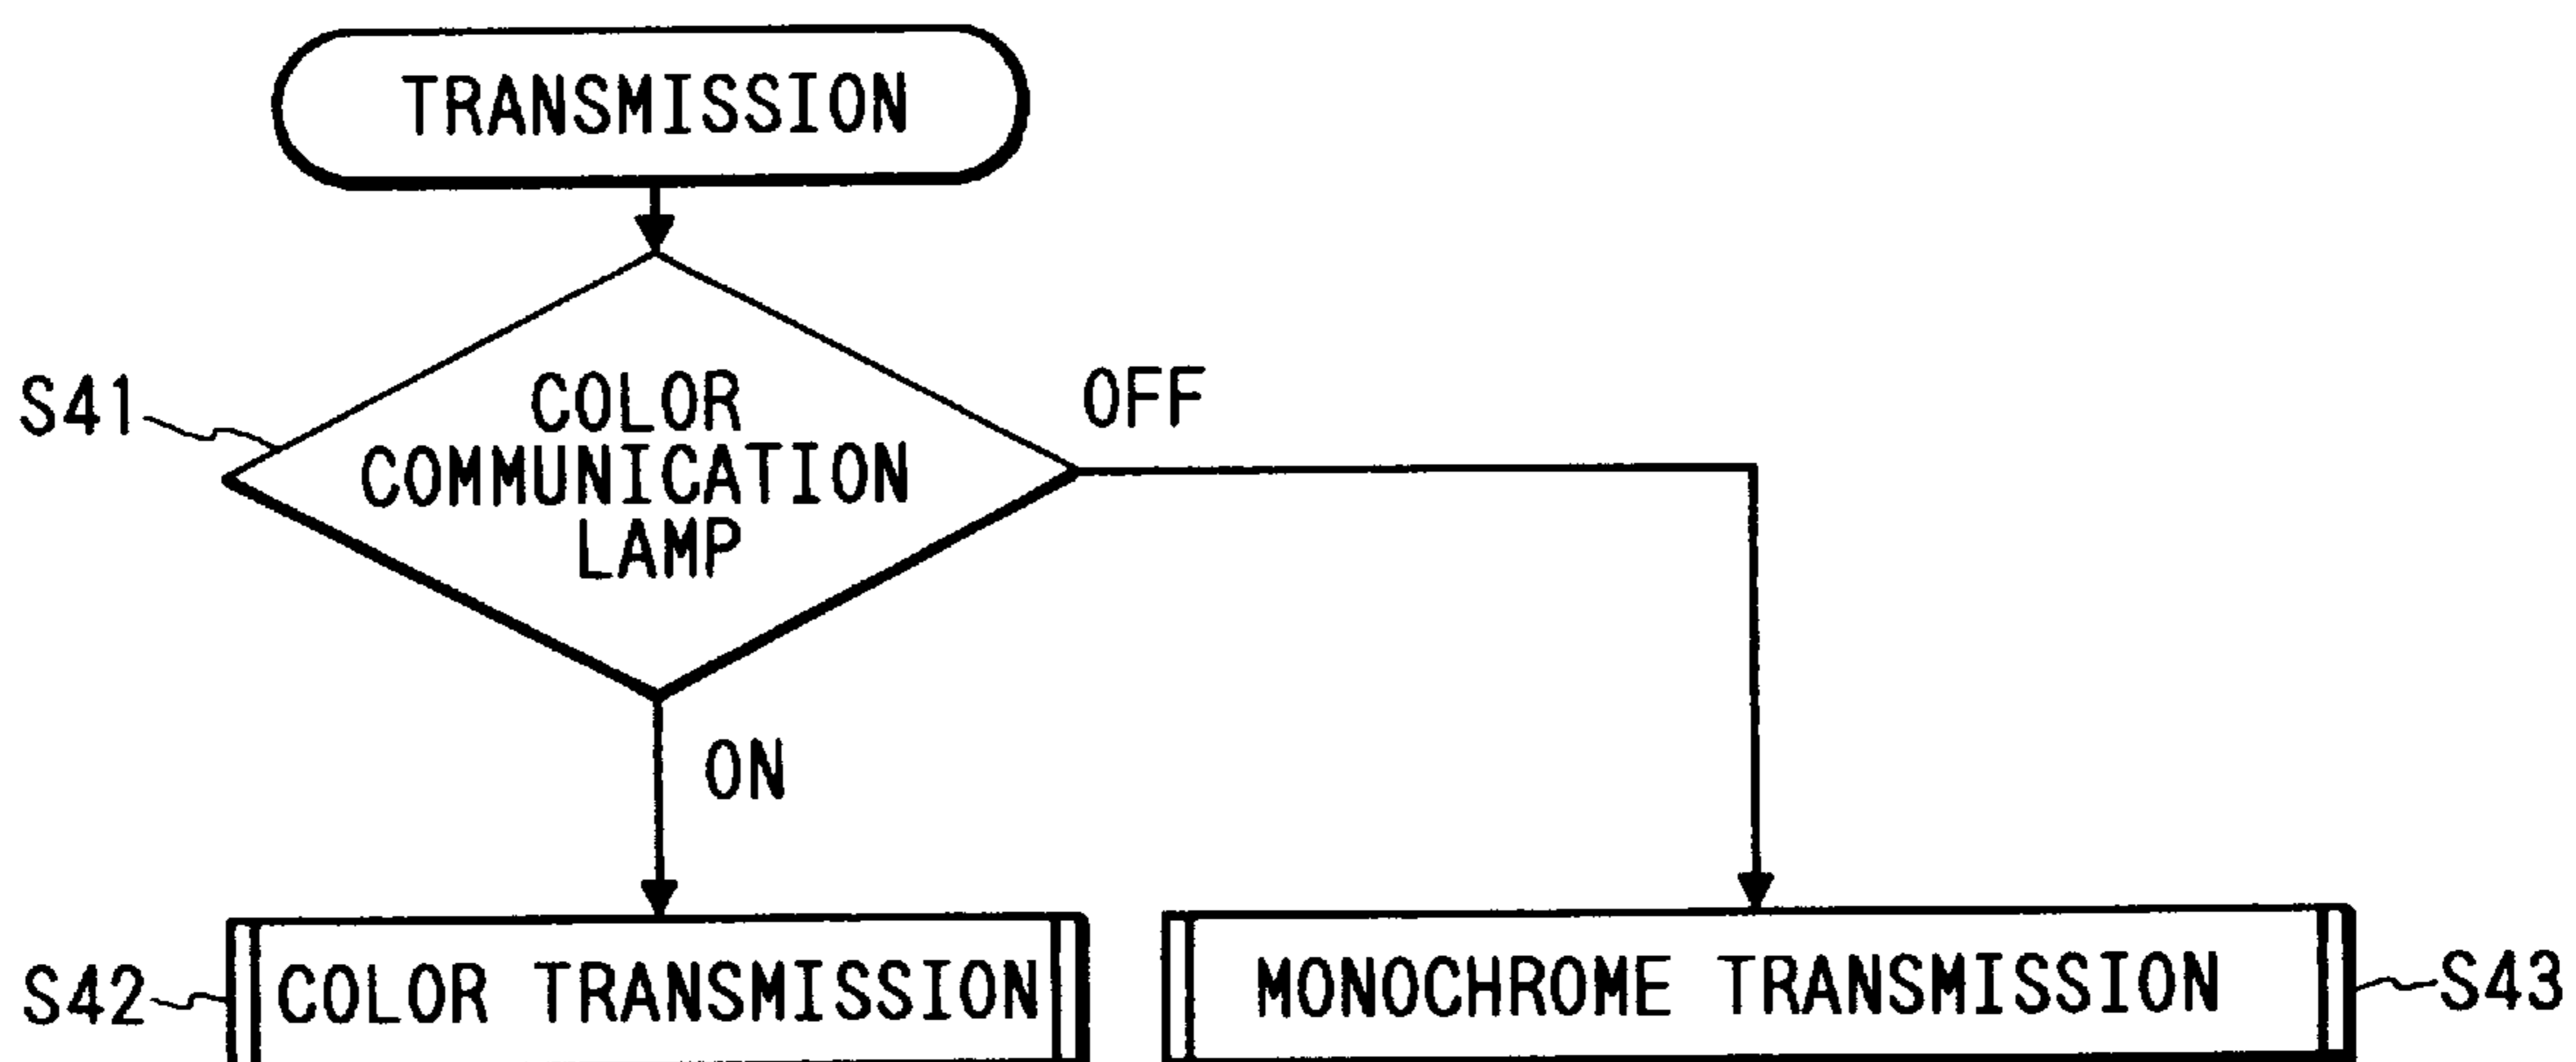 TRANSMISSION
S41
COLOR
COMMUNICATION
LAMP
OFF
ON
S42
COLOR TRANSMISSION
MONOCHROME TRANSMISSION
S43